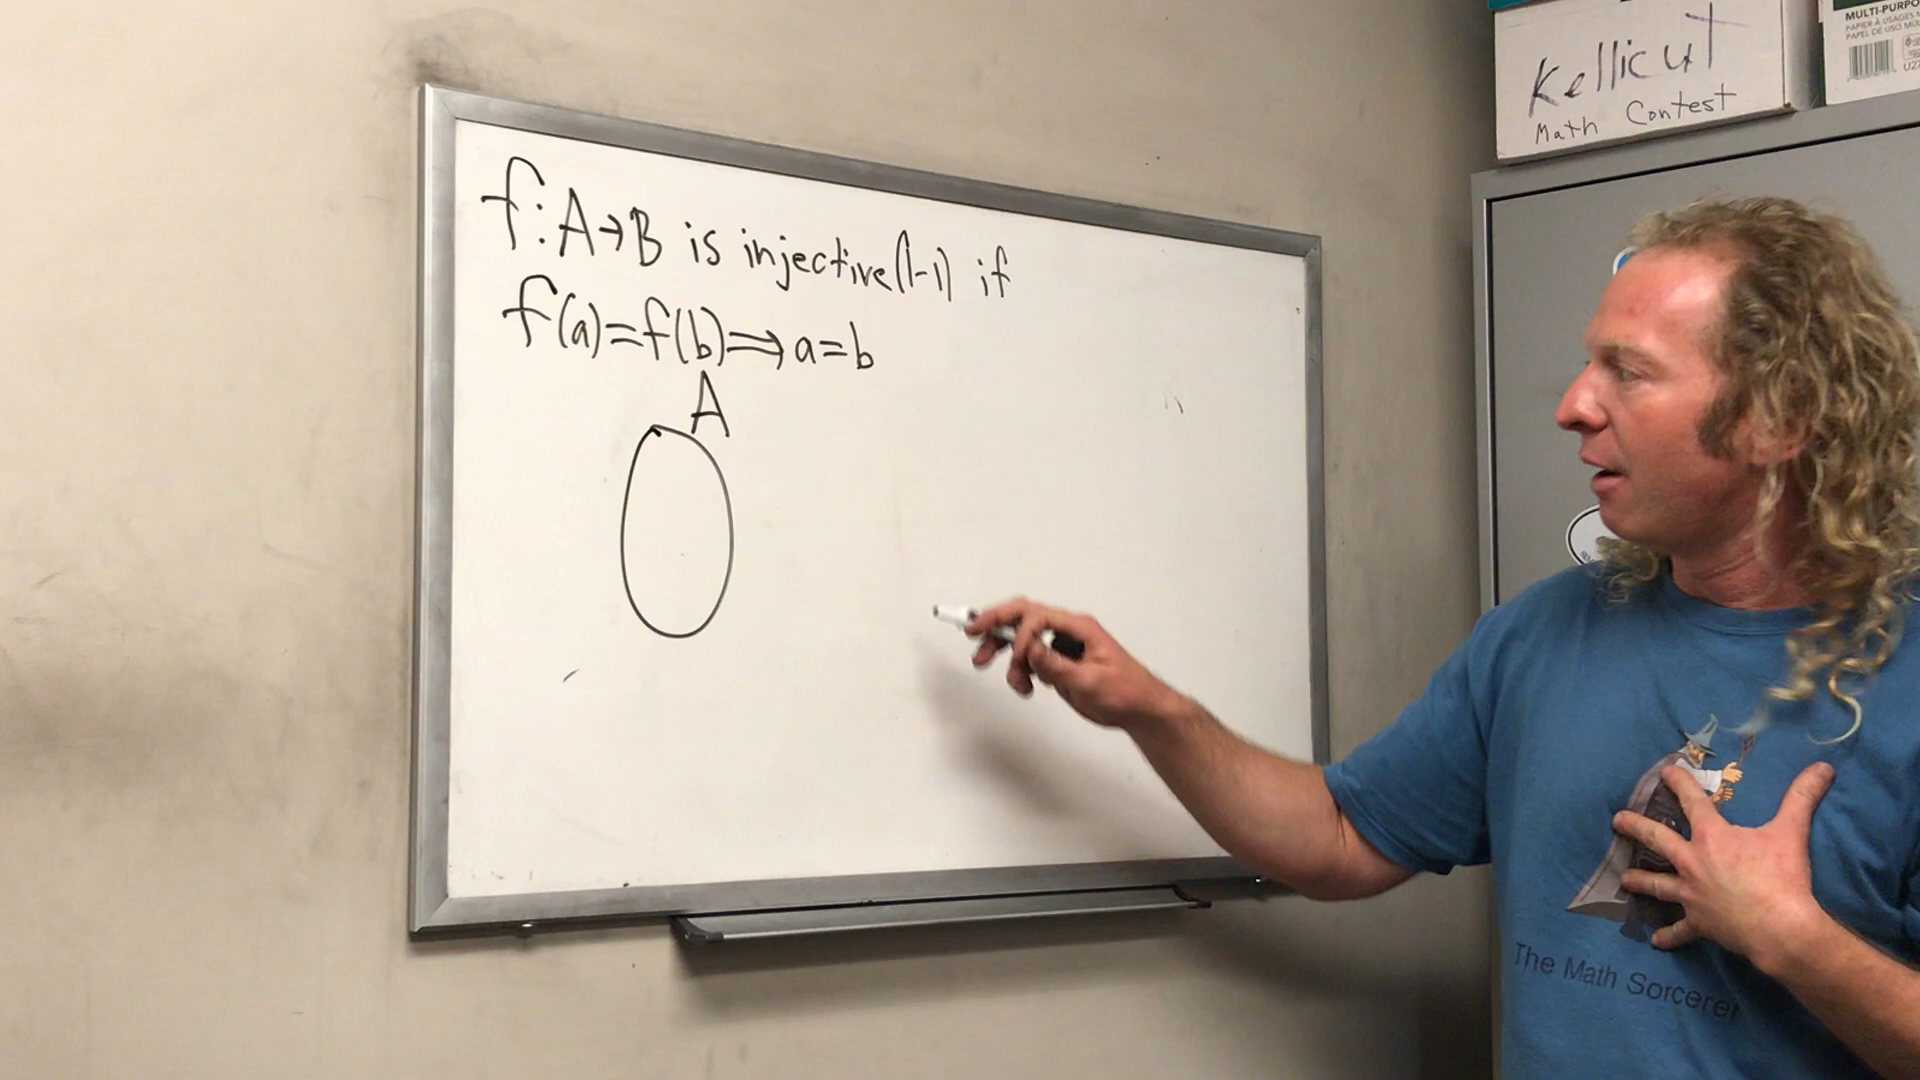 f: A→B is injective(1-1) if
f(a)=f(b)⟹a=b
A
Kellicut
Math Contest
MULTI-PURPO
The Math Sorcerer